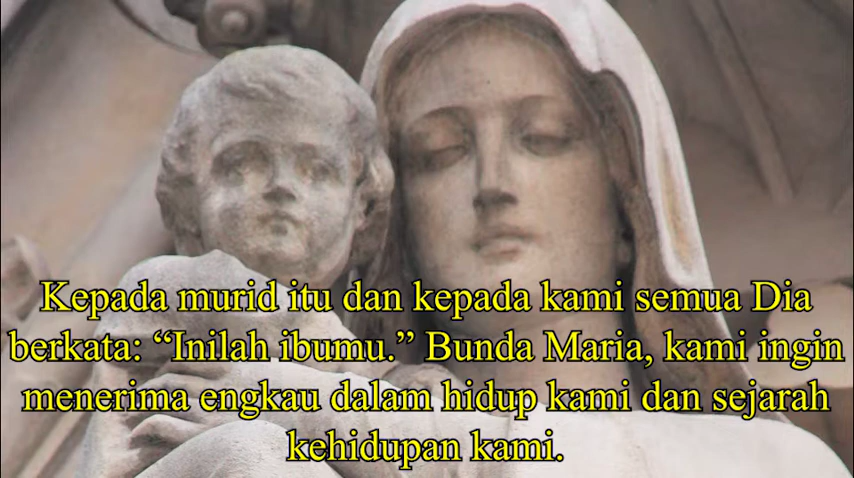 Kepada murid itu dan kepada kami semua Dia
berkata: “Inilah ibumu.” Bunda Maria, kami ingin
menerima engkau dalam hidup kami dan sejarah
kehidupan kami.